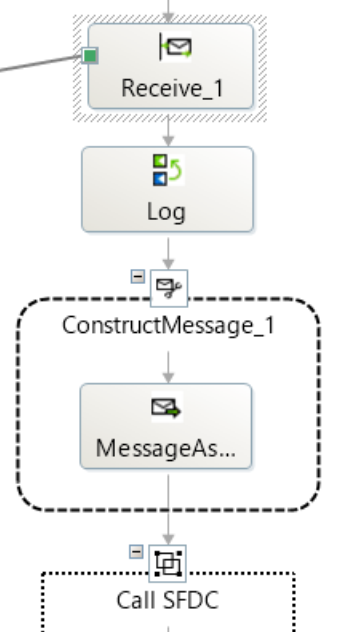 Receive_1
Log
ConstructMessage_1
MessageAs...
Call SFDC